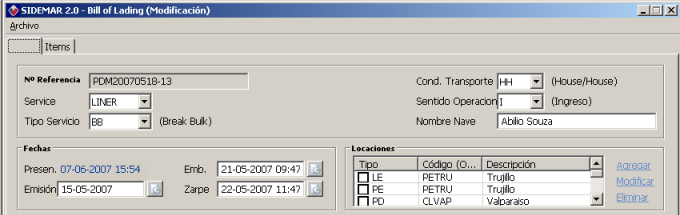 SIDEMAR 2.0 - Bill of Lading (Modificación)
Archivo
Items
Nº Referencia PDM20070518-13 Cond. Transporte HH (House/House)
Service LINER Sentido Operacion I (Ingreso)
Tipo Servicio BB (Break Bulk) Nombre Nave Abilio Souza
Fechas Locaciones
Presen. 07-06-2007 15:54 Emb. 21-05-2007 09:47
Emisión 15-05-2007 Zarpe 22-05-2007 11:47
Tipo Código (O... Descripción
LE PETRU Trujillo
PE PETRU Trujillo
PD CLVAP Valparaiso
Agregar
Modificar
Eliminar